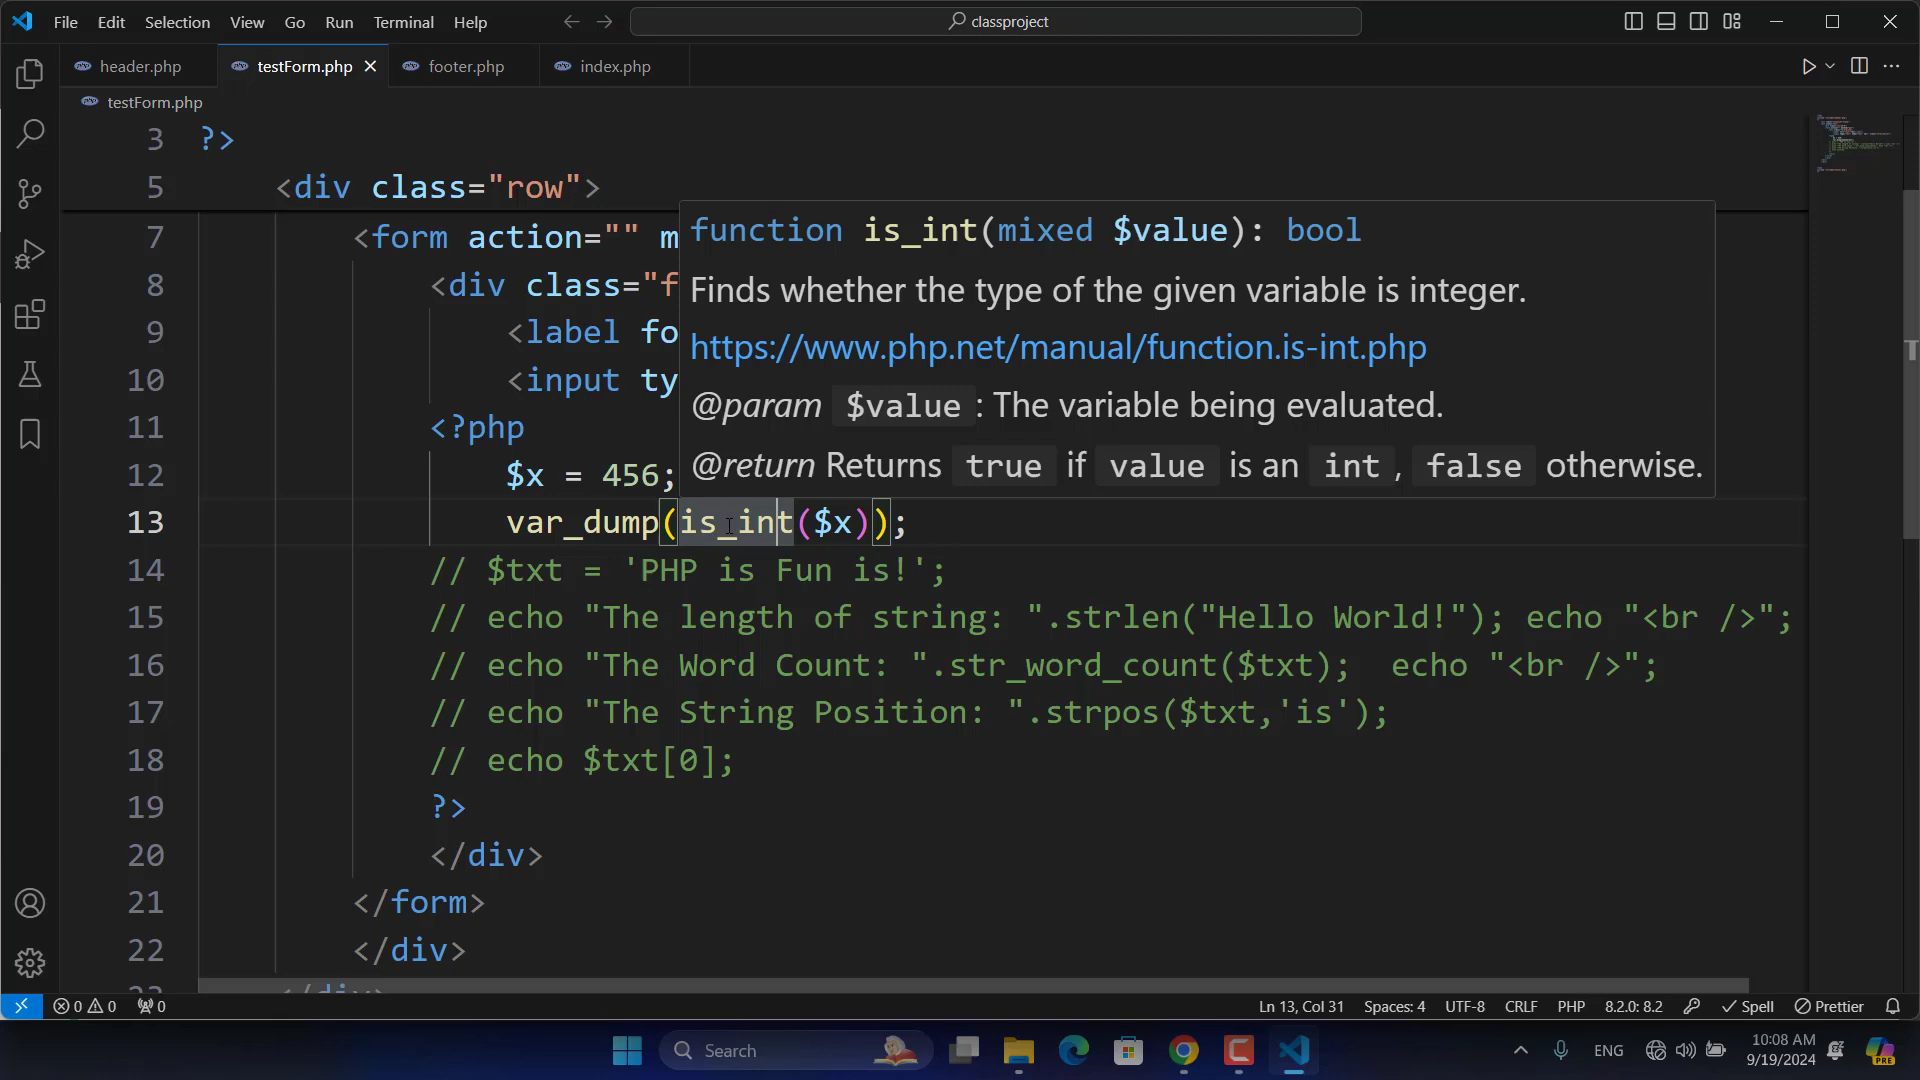 File Edit Selection View Go Run Terminal Help
classproject
header.php testForm.php footer.php index.php
testForm.php
3 ?>
5 <div class="row">
7 <form action="" m
8 <div class="f
9 <label fo
10 <input ty
11 <?php
12 $x = 456;
13 var_dump(is_int($x));
function is_int(mixed $value): bool
Finds whether the type of the given variable is integer.
https://www.php.net/manual/function.is-int.php
@param $value: The variable being evaluated.
@return Returns true if value is an int, false otherwise.
14 // $txt = 'PHP is Fun is!';
15 // echo "The length of string: ".strlen("Hello World!"); echo "<br />";
16 // echo "The Word Count: ".str_word_count($txt);  echo "<br />";
17 // echo "The String Position: ".strpos($txt,'is');
18 // echo $txt[0];
19 ?>
20 </div>
21 </form>
22 </div>
23 </div>
0 0 0 Ln 13, Col 31 Spaces: 4 UTF-8 CRLF PHP 8.2.0: 8.2 Spell Prettier
Search ENG 10:08 AM
9/19/2024
PRE